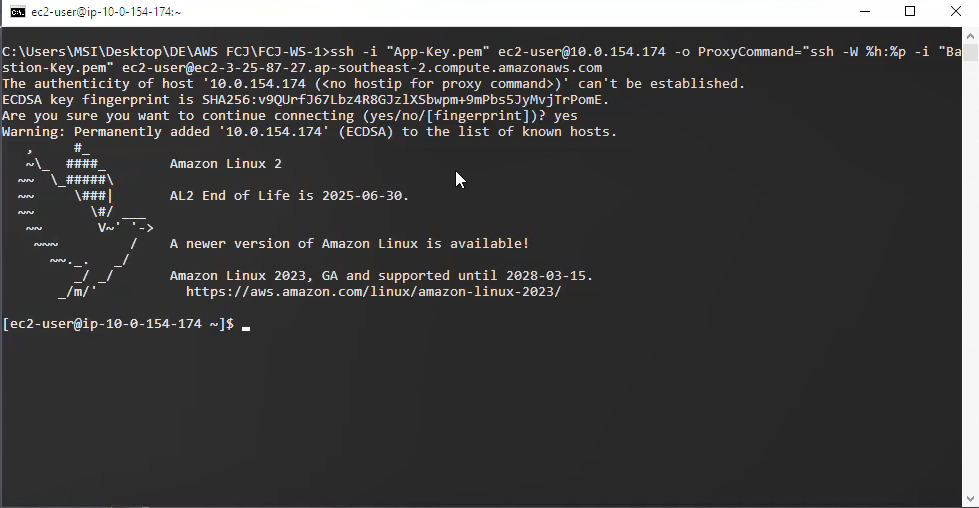 ec2-user@ip-10-0-154-174:~
C:\Users\MSI\Desktop\DE\AWS FCJ\FCJ-WS-1>ssh -i "App-Key.pem" ec2-user@10.0.154.174 -o ProxyCommand="ssh -W %h:%p -i "Ba
stion-Key.pem" ec2-user@ec2-3-25-87-27.ap-southeast-2.compute.amazonaws.com
The authenticity of host '10.0.154.174 (<no hostip for proxy command>)' can't be established.
ECDSA key fingerprint is SHA256:v9QUrfJ67Lbz4R8GJzlXSbwpm+9mPbs5JyMvjTrPomE.
Are you sure you want to continue connecting (yes/no/[fingerprint])? yes
Warning: Permanently added '10.0.154.174' (ECDSA) to the list of known hosts.
   ,     #_
   ~\_  ####_        Amazon Linux 2
  ~~  \_#####\
  ~~     \###|       AL2 End of Life is 2025-06-30.
  ~~       \#/ ___
   ~~       V~' '->
    ~~~         /    A newer version of Amazon Linux is available!
      ~~._.   _/
         _/ _/       Amazon Linux 2023, GA and supported until 2028-03-15.
       _/m/'           https://aws.amazon.com/linux/amazon-linux-2023/
[ec2-user@ip-10-0-154-174 ~]$ _